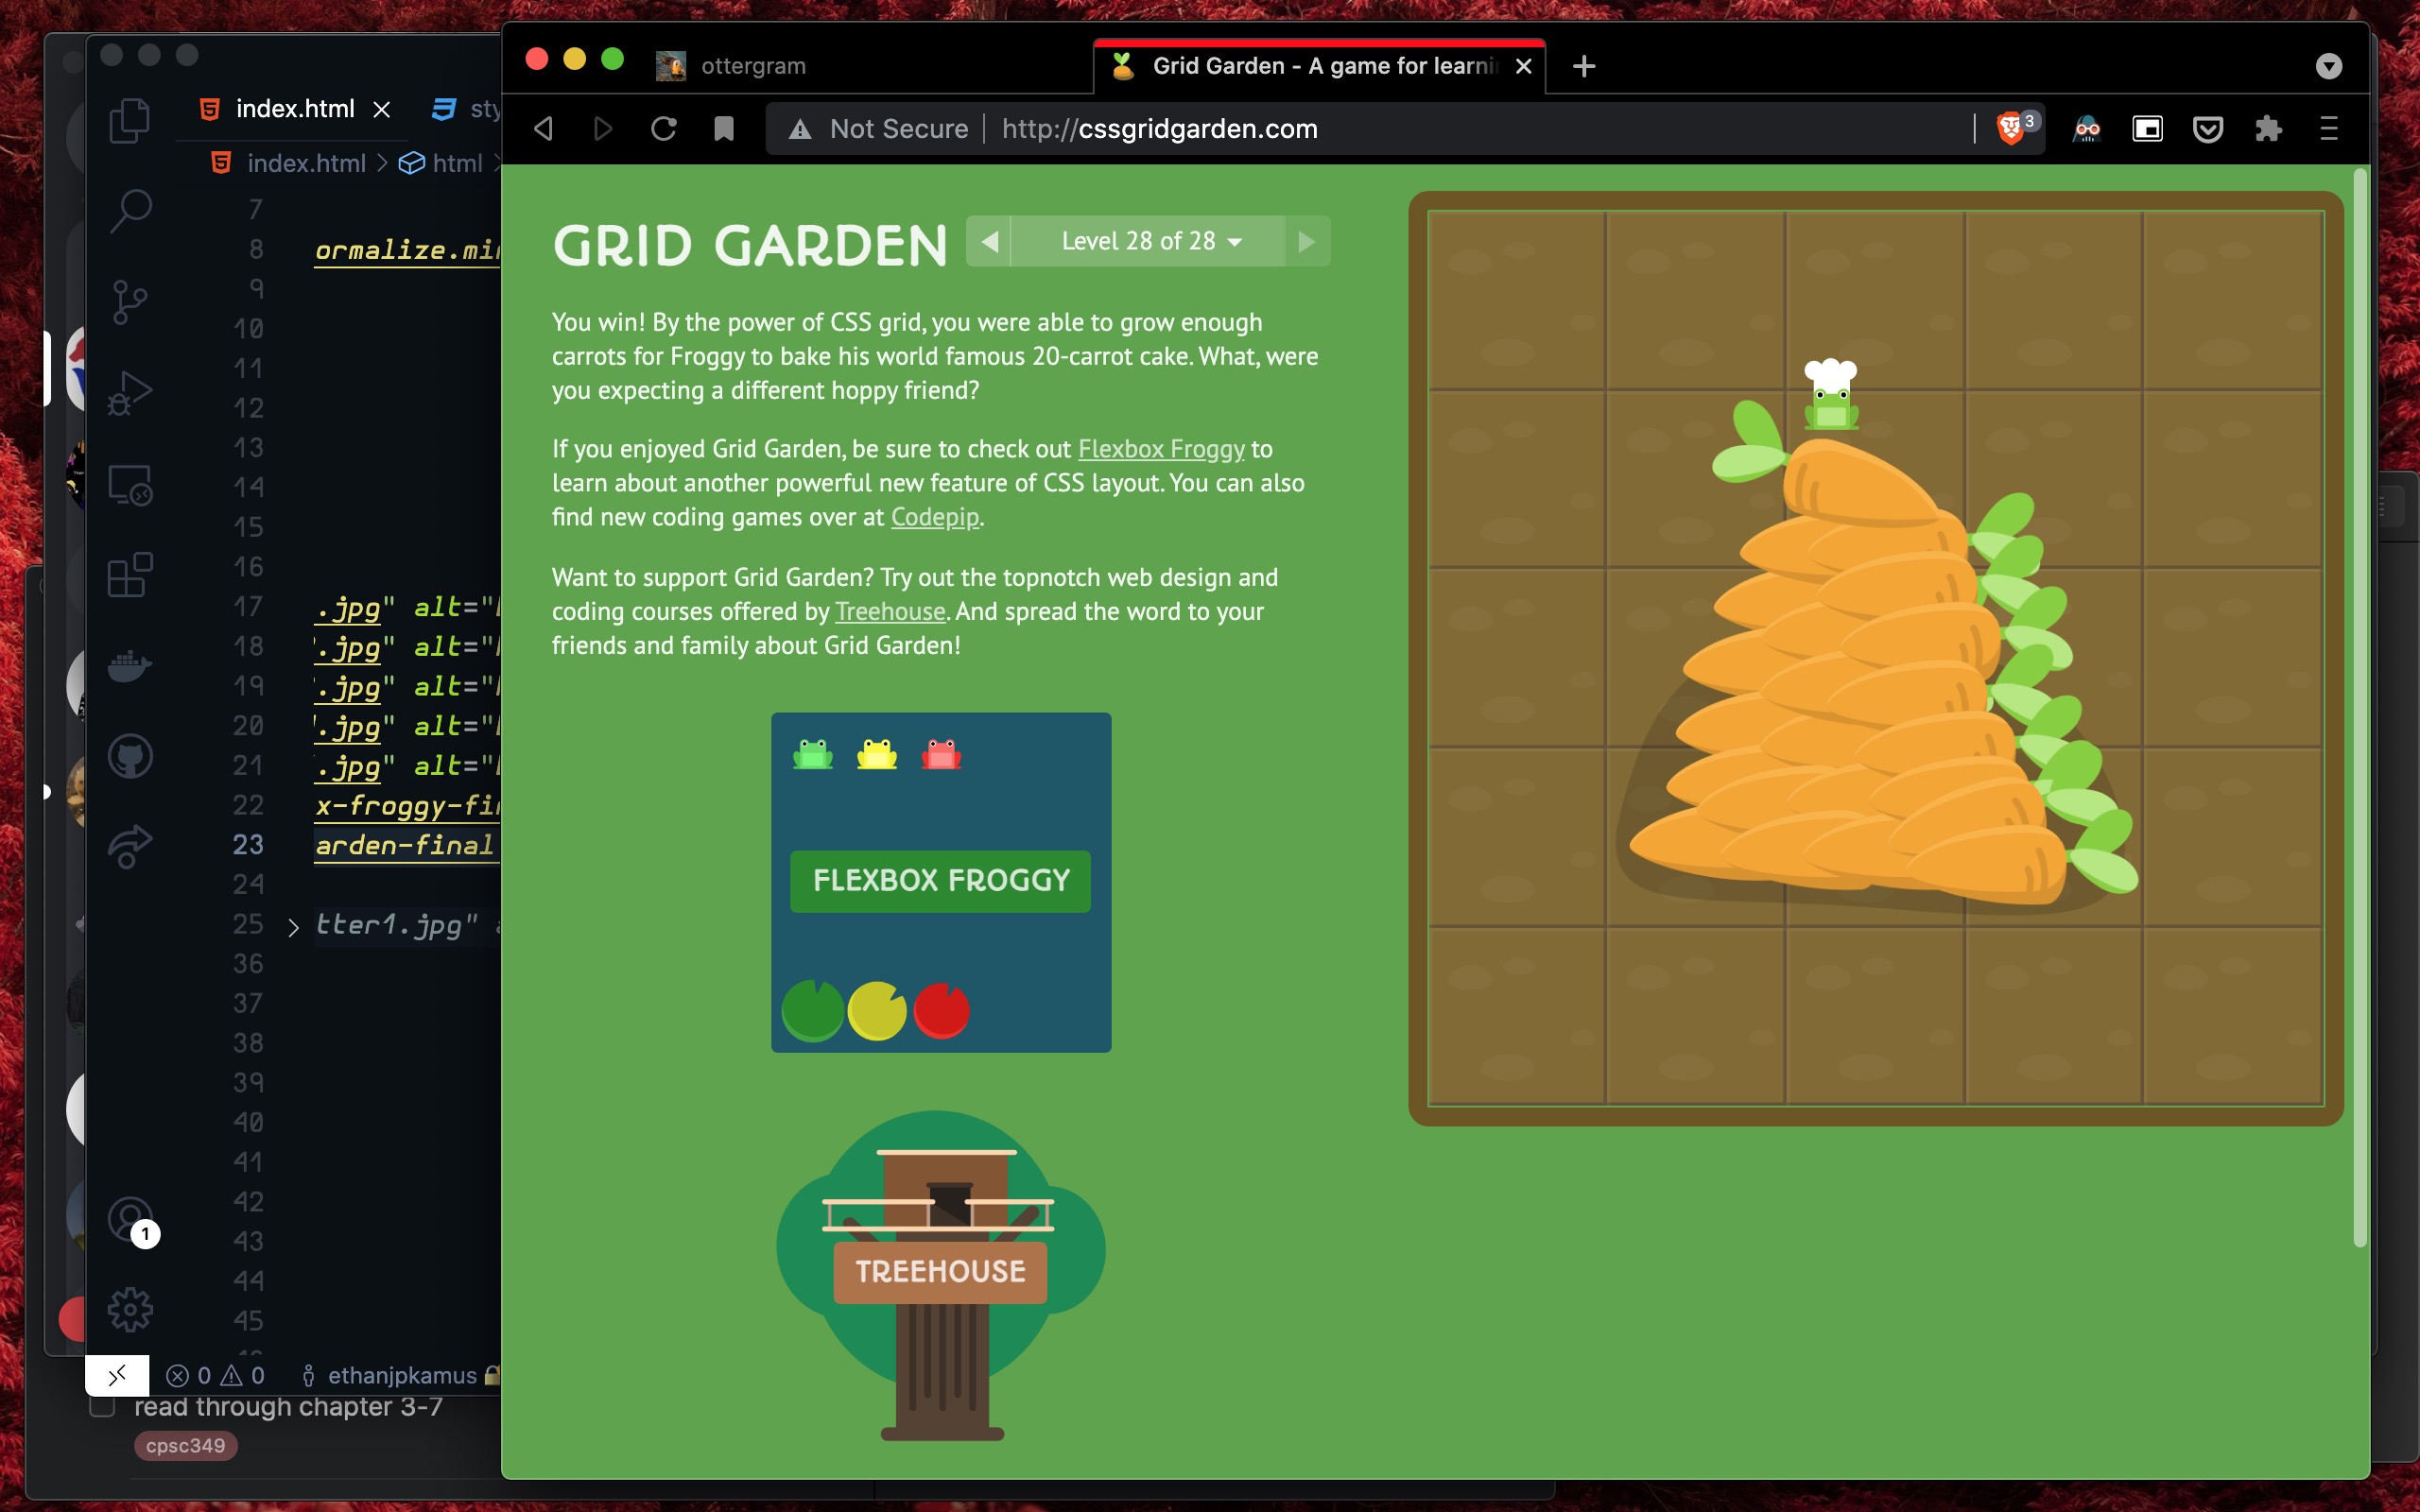 ottergram
Grid Garden - A game for learni
Not Secure
http://cssgridgarden.com
3
index.html
sty
index.html > html >
7
8 ormalize.mi
9
10
11
12
13
14
15
16
17 .jpg" alt="
18 .jpg" alt="
19 .jpg" alt="
20 .jpg" alt="
21 .jpg" alt="
22 x-froggy-fi
23 arden-final
24
25 tter1.jpg"
36
37
38
39
40
41
42
43
44
45
1
0 0 ethanjpkamus
read through chapter 3-7
cpsc349
GRID GARDEN
Level 28 of 28
You win! By the power of CSS grid, you were able to grow enough
carrots for Froggy to bake his world famous 20-carrot cake. What, were
you expecting a different hoppy friend?
If you enjoyed Grid Garden, be sure to check out Flexbox Froggy to
learn about another powerful new feature of CSS layout. You can also
find new coding games over at Codepip.
Want to support Grid Garden? Try out the topnotch web design and
coding courses offered by Treehouse. And spread the word to your
friends and family about Grid Garden!
FLEXBOX FROGGY
TREEHOUSE